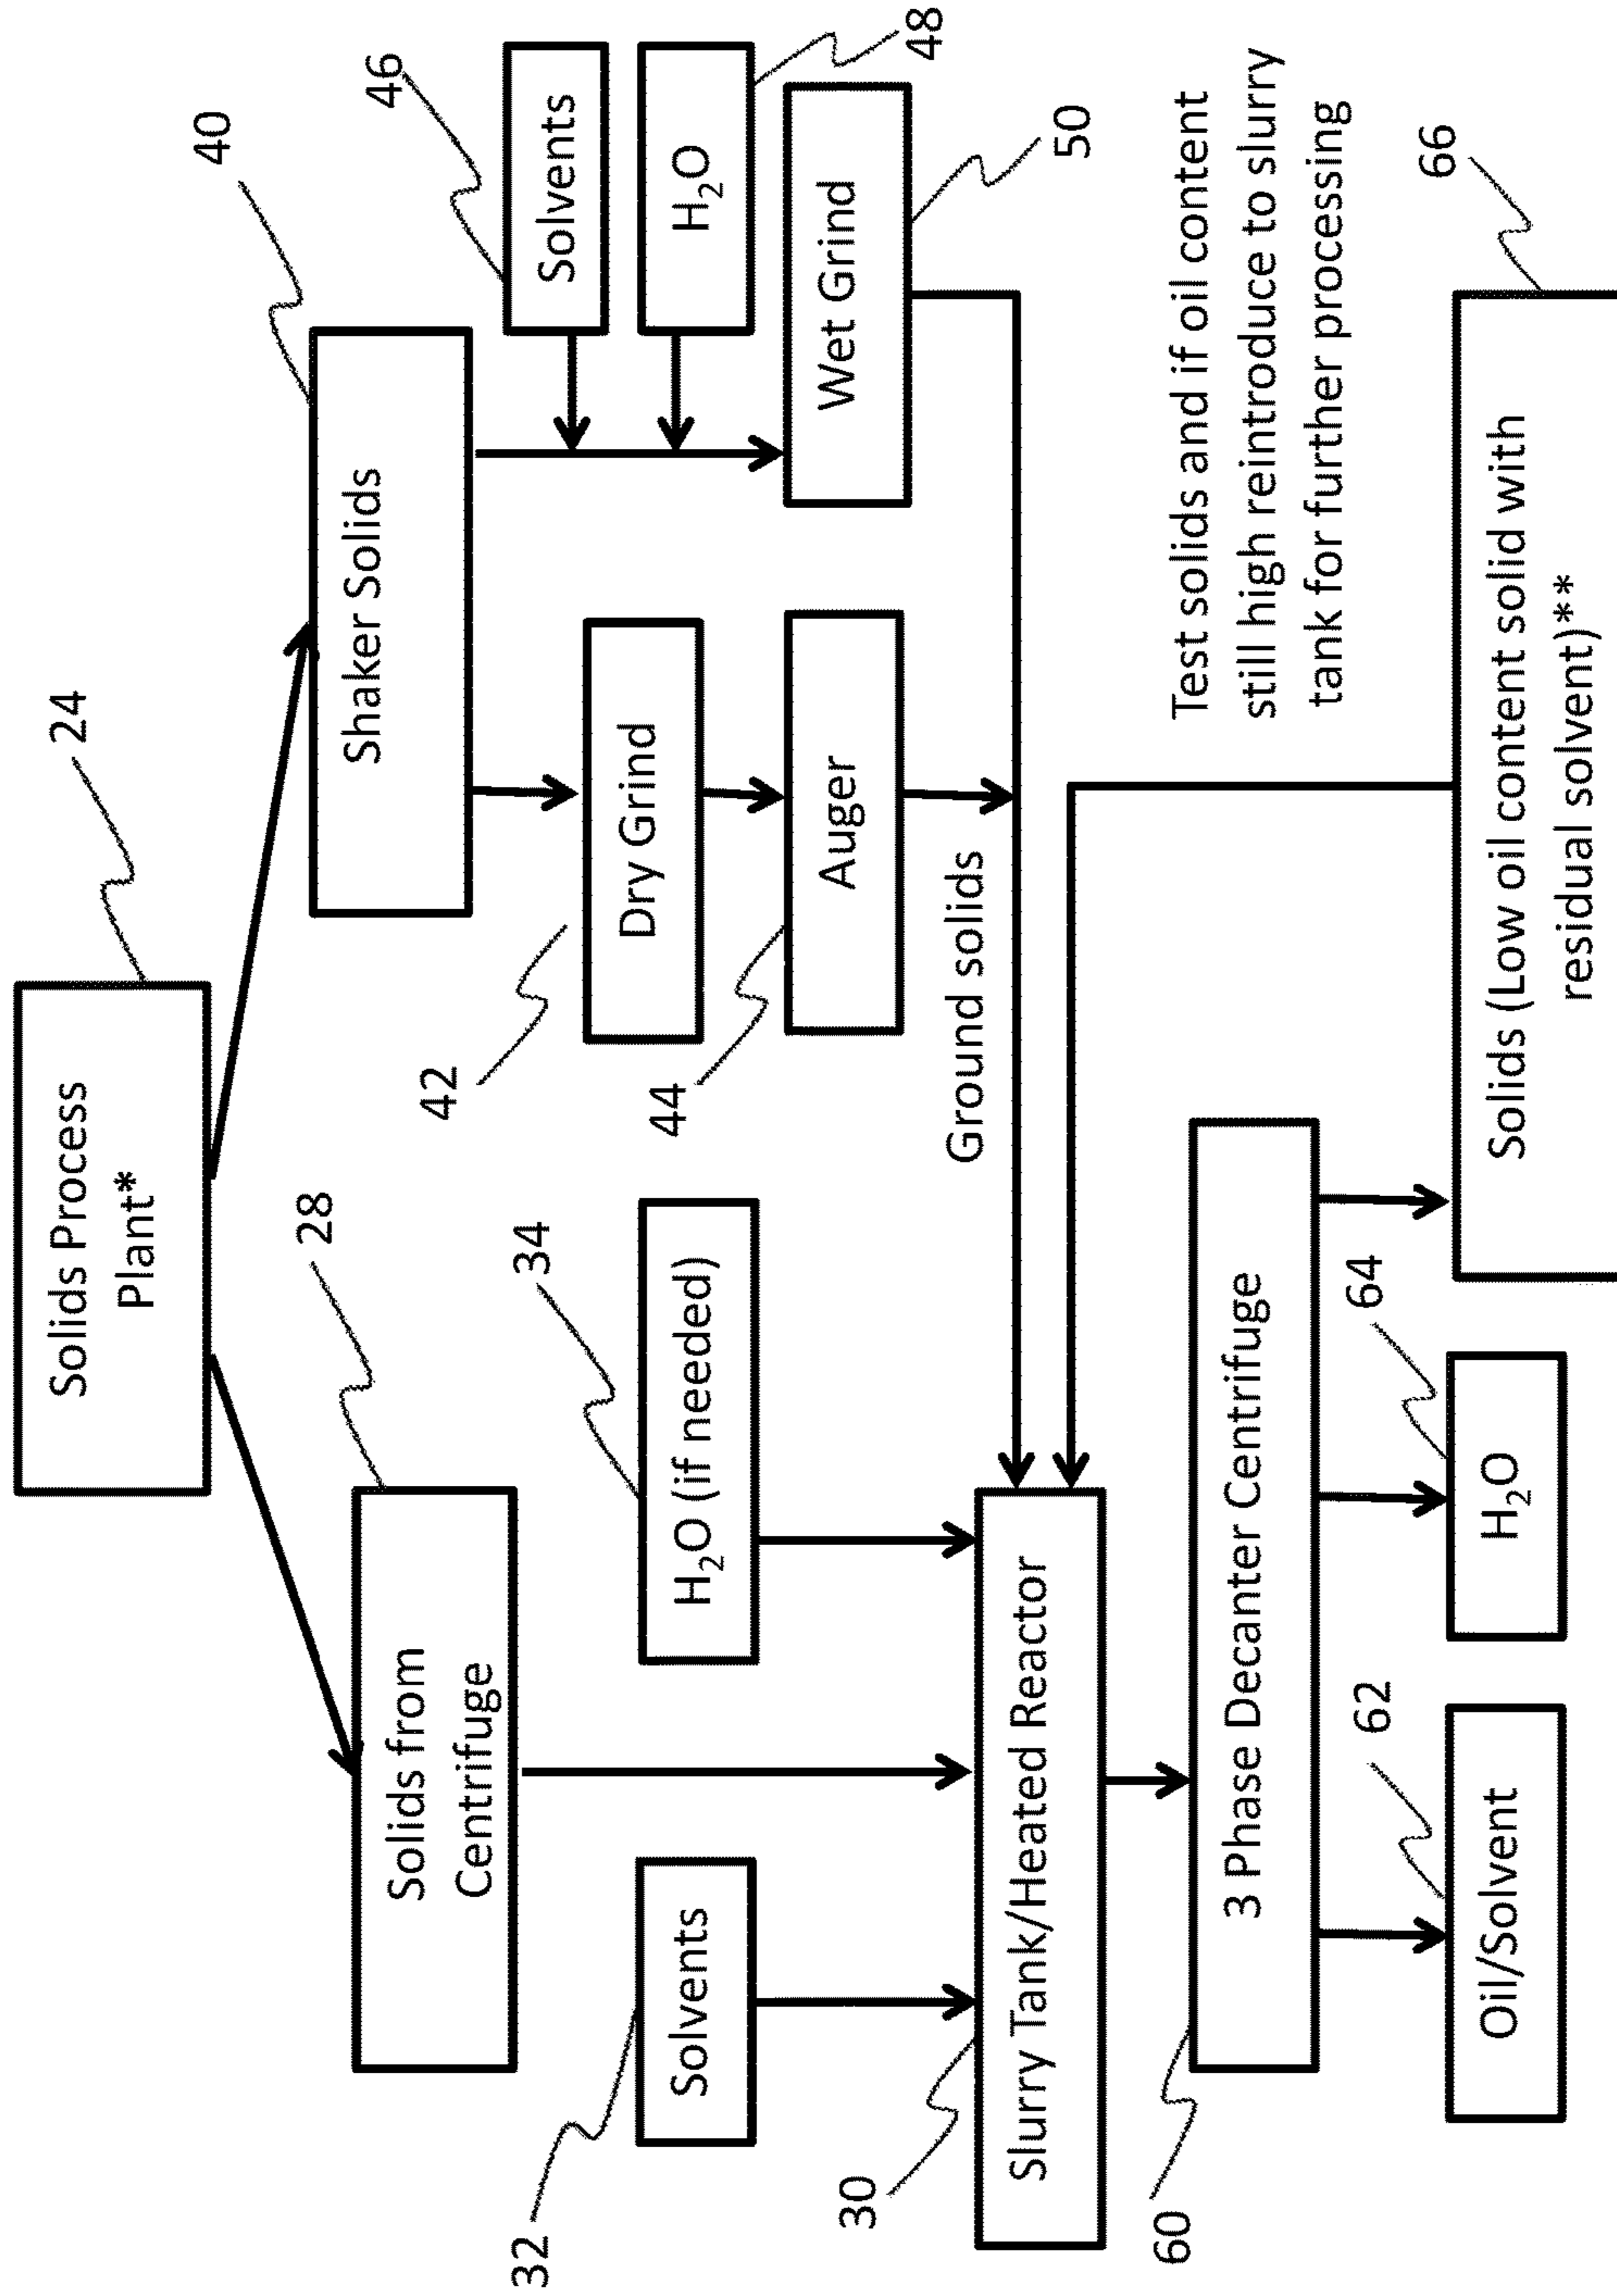 24
Solids Process
Plant*
28
Solids from
Centrifuge
40
Shaker Solids
32
Solvents
34
H₂O (if needed)
42
Dry Grind
46
Solvents
H₂O
48
44
Auger
Wet Grind
50
Ground solids
30
Slurry Tank/Heated Reactor
Test solids and if oil content
still high reintroduce to slurry
tank for further processing
60
3 Phase Decanter Centrifuge
62
Oil/Solvent
64
H₂O
66
Solids (Low oil content solid with
residual solvent)**